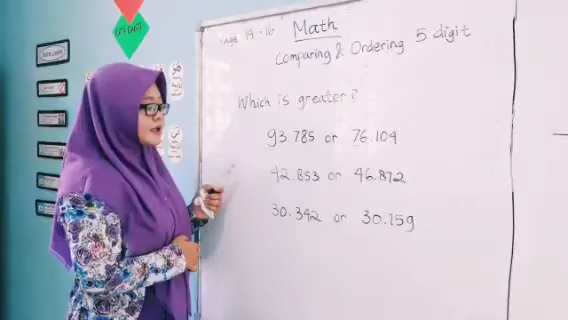 Page 14 - 16 Math
Comparing & Ordering 5 digit
Which is greater?
93.785 or 76.104
42.853 or 46.872
30.342 or 30.159